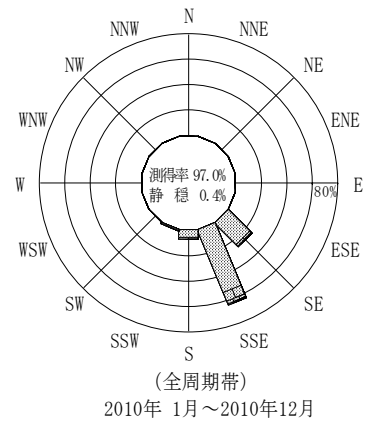 N
NNW NNE
NW NE
WNW ENE
測得率 97.0%
静 穏 0.4%
W 80% E
WSW ESE
SW SE
SSW SSE
S
(全周期帯)
2010年 1月～2010年12月